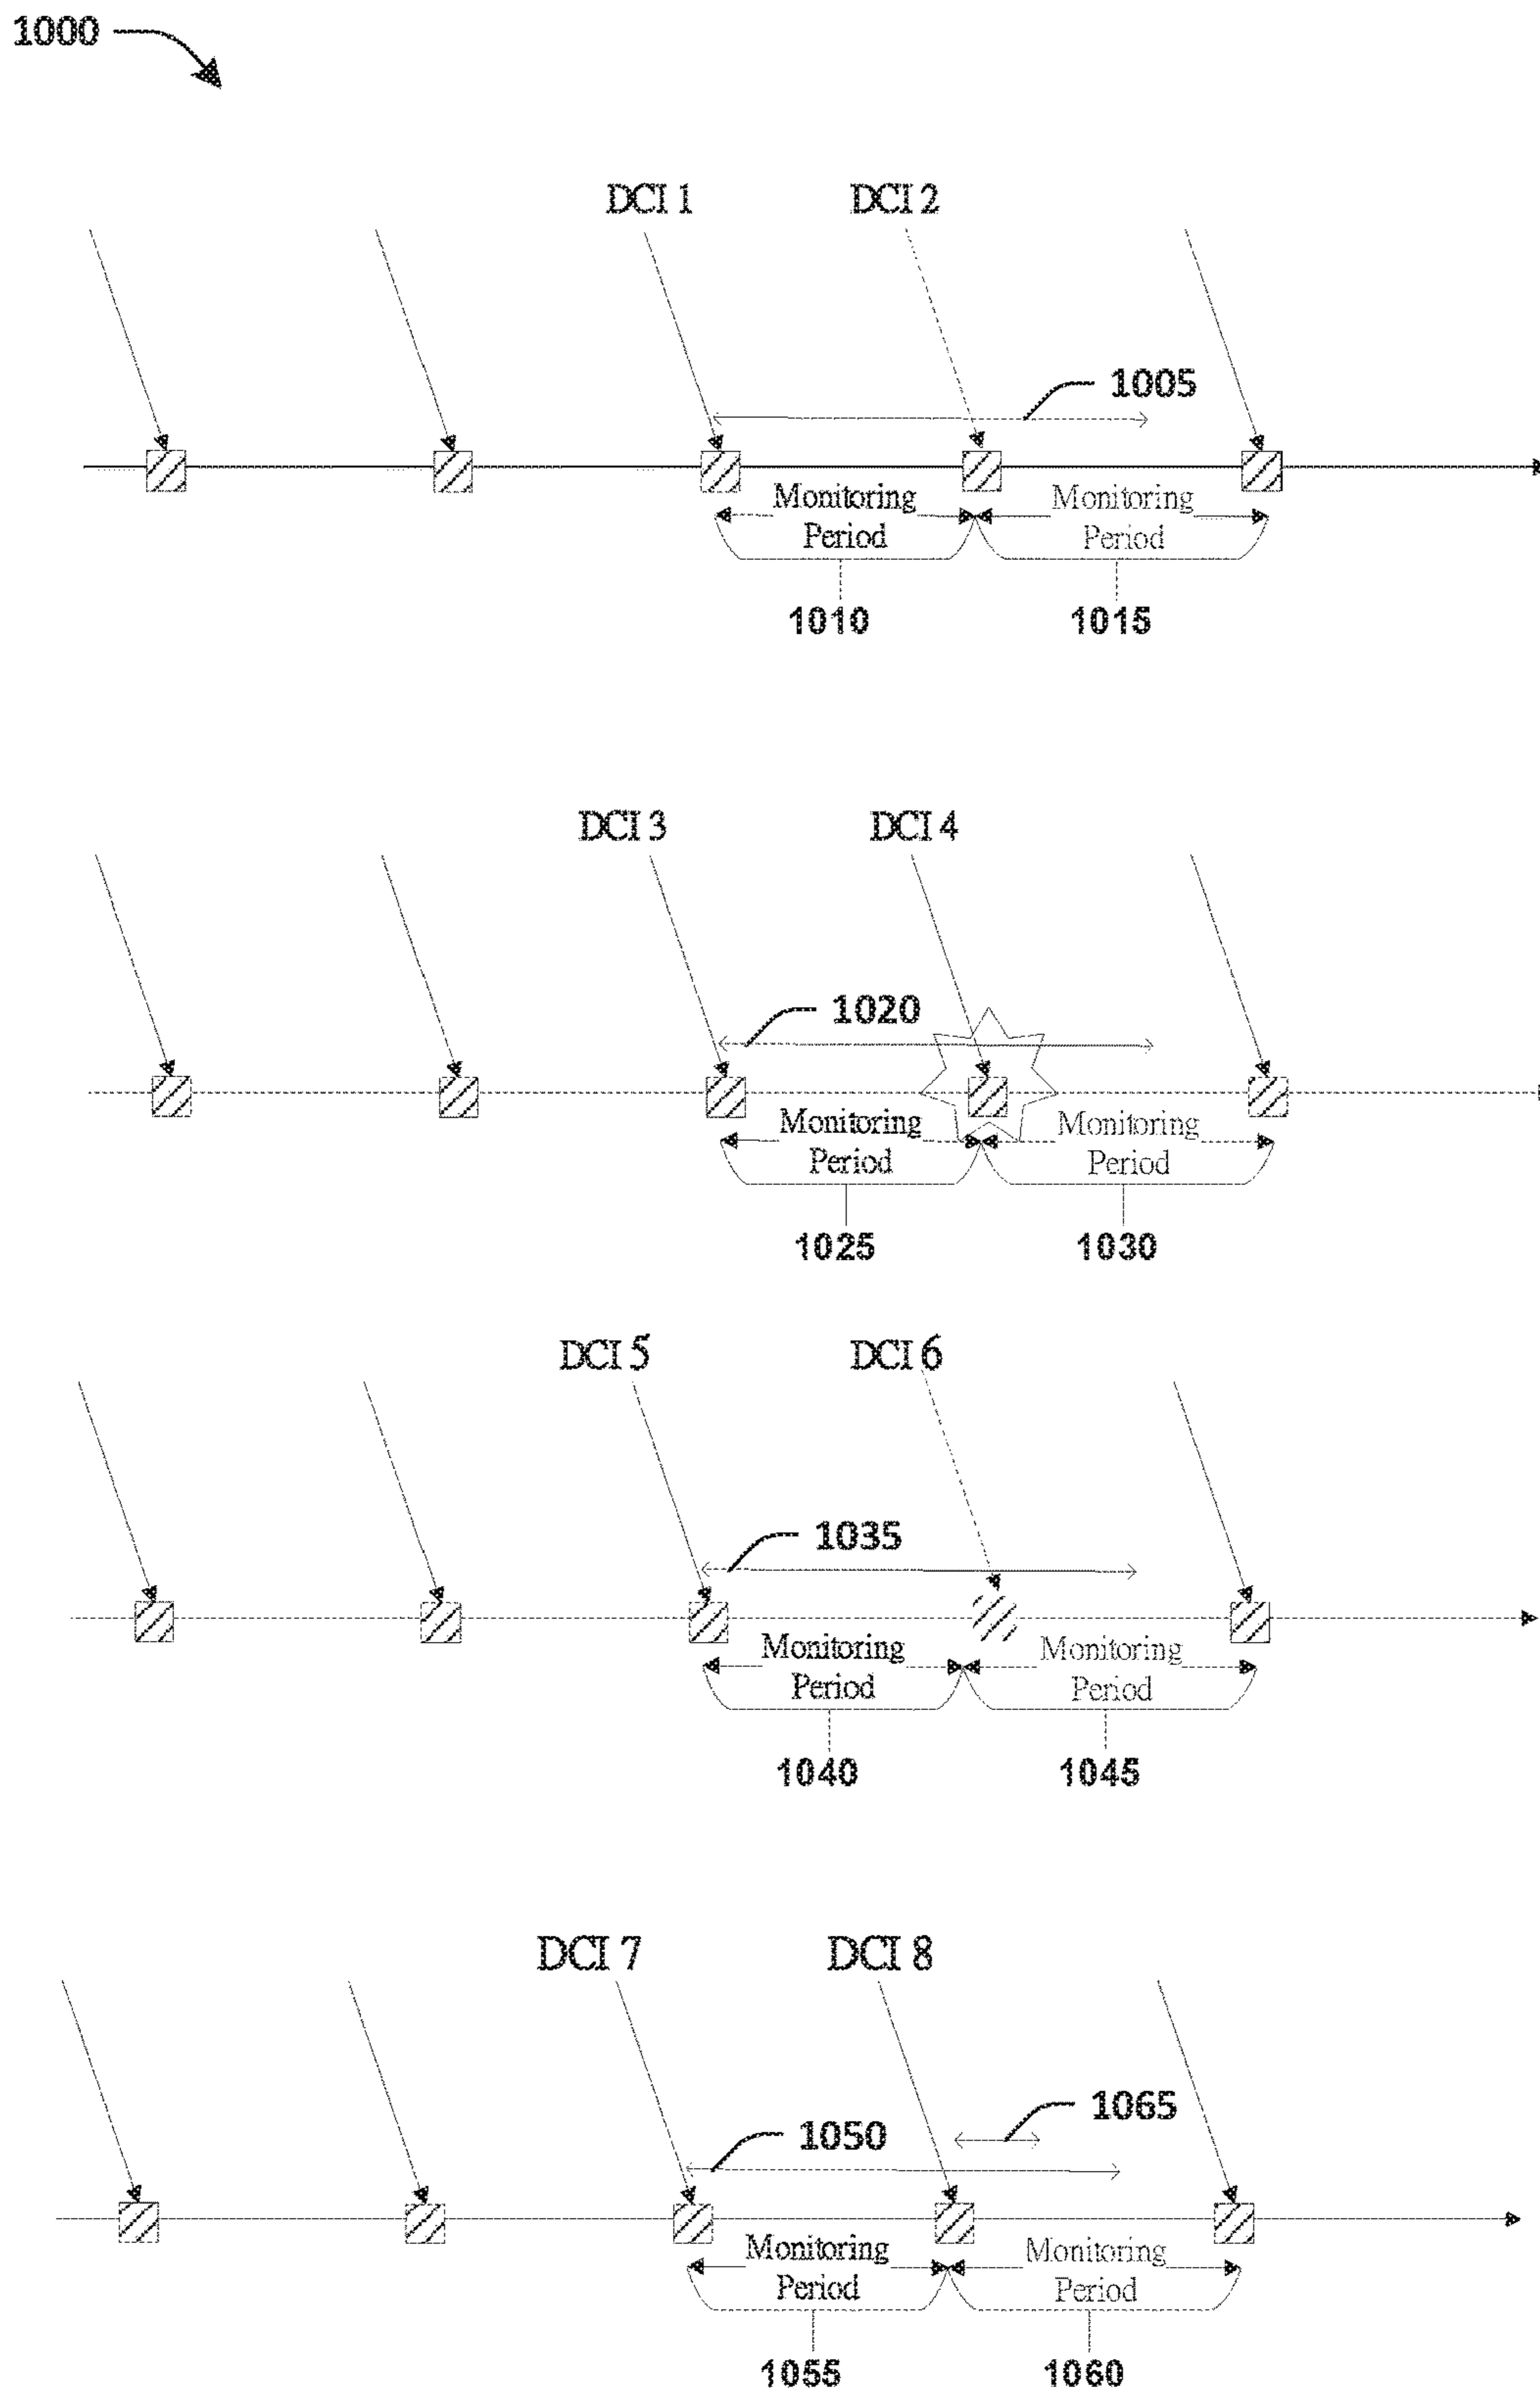 1000
DCI 1 DCI 2
1005
Monitoring Period Monitoring Period
1010 1015
DCI 3 DCI 4
1020
Monitoring Period Monitoring Period
1025 1030
DCI 5 DCI 6
1035
Monitoring Period Monitoring Period
1040 1045
DCI 7 DCI 8
1065
1050
Monitoring Period Monitoring Period
1055 1060